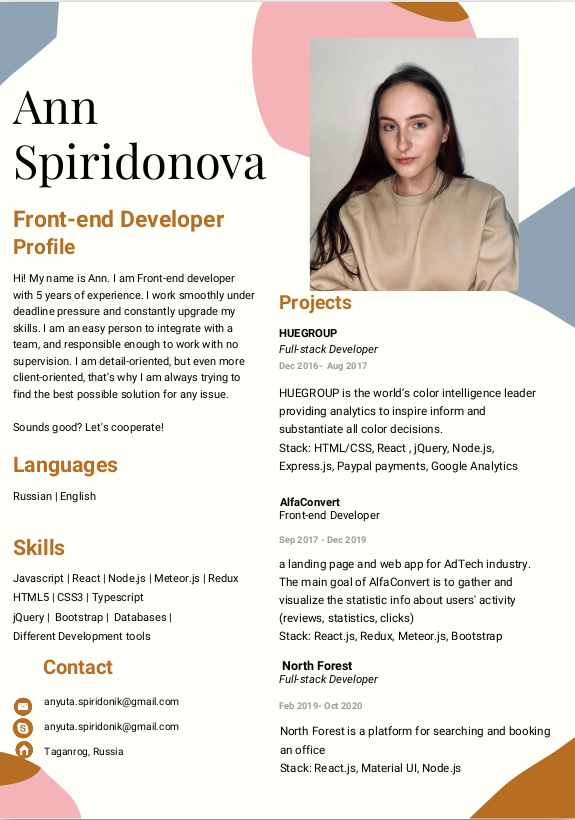 Ann
Spiridonova
Front-end Developer
Profile
Hi! My name is Ann. I am Front-end developer
with 5 years of experience. I work smoothly under
deadline pressure and constantly upgrade my
skills. I am an easy person to integrate with a
team, and responsible enough to work with no
supervision. I am detail-oriented, but even more
client-oriented, that's why I am always trying to
find the best possible solution for any issue.
Sounds good? Let's cooperate!
Languages
Russian | English
Skills
Javascript | React | Node.js | Meteor.js | Redux
HTML5 | CSS3 | Typescript
jQuery | Bootstrap | Databases |
Different Development tools
Contact
anyuta.spiridonik@gmail.com
anyuta.spiridonik@gmail.com
Taganrog, Russia
Projects
HUEGROUP
Full-stack Developer
Dec 2016- Aug 2017
HUEGROUP is the world’s color intelligence leader
providing analytics to inspire inform and
substantiate all color decisions.
Stack: HTML/CSS, React , jQuery, Node.js,
Express.js, Paypal payments, Google Analytics
AlfaConvert
Front-end Developer
Sep 2017 - Dec 2019
a landing page and web app for AdTech industry.
The main goal of AlfaConvert is to gather and
visualize the statistic info about users' activity
(reviews, statistics, clicks)
Stack: React.js, Redux, Meteor.js, Bootstrap
North Forest
Full-stack Developer
Feb 2019- Oct 2020
North Forest is a platform for searching and booking
an office
Stack: React.js, Material UI, Node.js